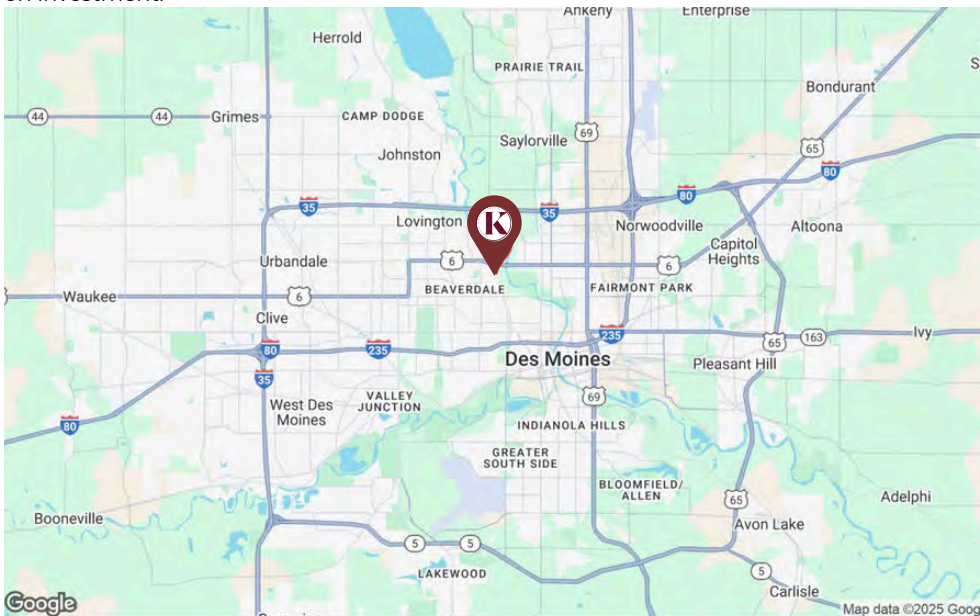 Ankeny
Enterprise
Herrold
PRAIRIE TRAIL
Bondurant
44
44
Grimes
CAMP DODGE
69
Saylorville
65
Johnston
80
80
35
Lovington
K
35
Norwoodville
Altoona
Capitol
Heights
Urbandale
6
6
BEAVERDALE
FAIRMONT PARK
Waukee
6
Clive
235
163
Ivy
80
235
Des Moines
65
Pleasant Hill
35
VALLEY
JUNCTION
69
West Des
Moines
80
INDIANOLA HILLS
GREATER
SOUTH SIDE
BLOOMFIELD/
ALLEN
65
Adelphi
Booneville
Avon Lake
5
5
LAKEWOOD
5
Carlisle
Google
Map data ©2025 Goog